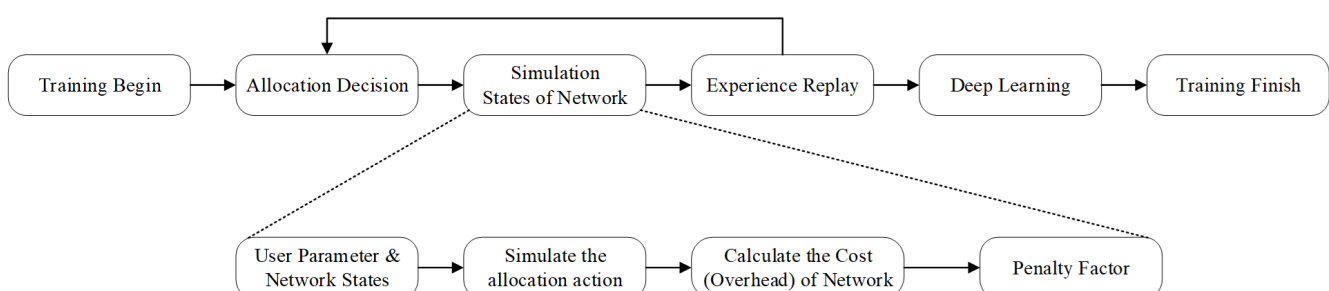 Training Begin
Allocation Decision
Simulation
States of Network
Experience Replay
Deep Learning
Training Finish
User Parameter &
Network States
Simulate the
allocation action
Calculate the Cost
(Overhead) of Network
Penalty Factor